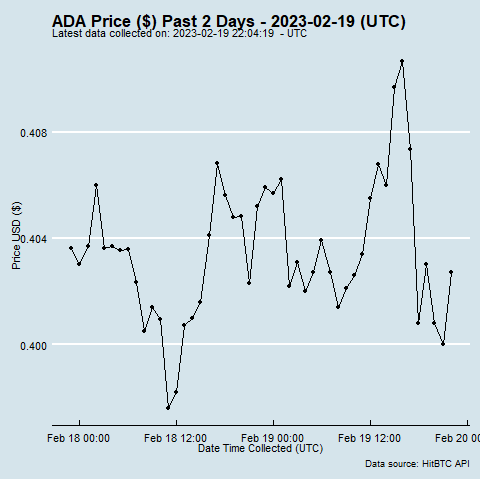 ADA Price ($) Past 2 Days - 2023-02-19 (UTC)
Latest data collected on: 2023-02-19 22:04:19 - UTC
0.408
0.404
0.400
Price USD ($)
Feb 18 00:00
Feb 18 12:00
Feb 19 00:00
Feb 19 12:00
Feb 20 00
Date Time Collected (UTC)
Data source: HitBTC API